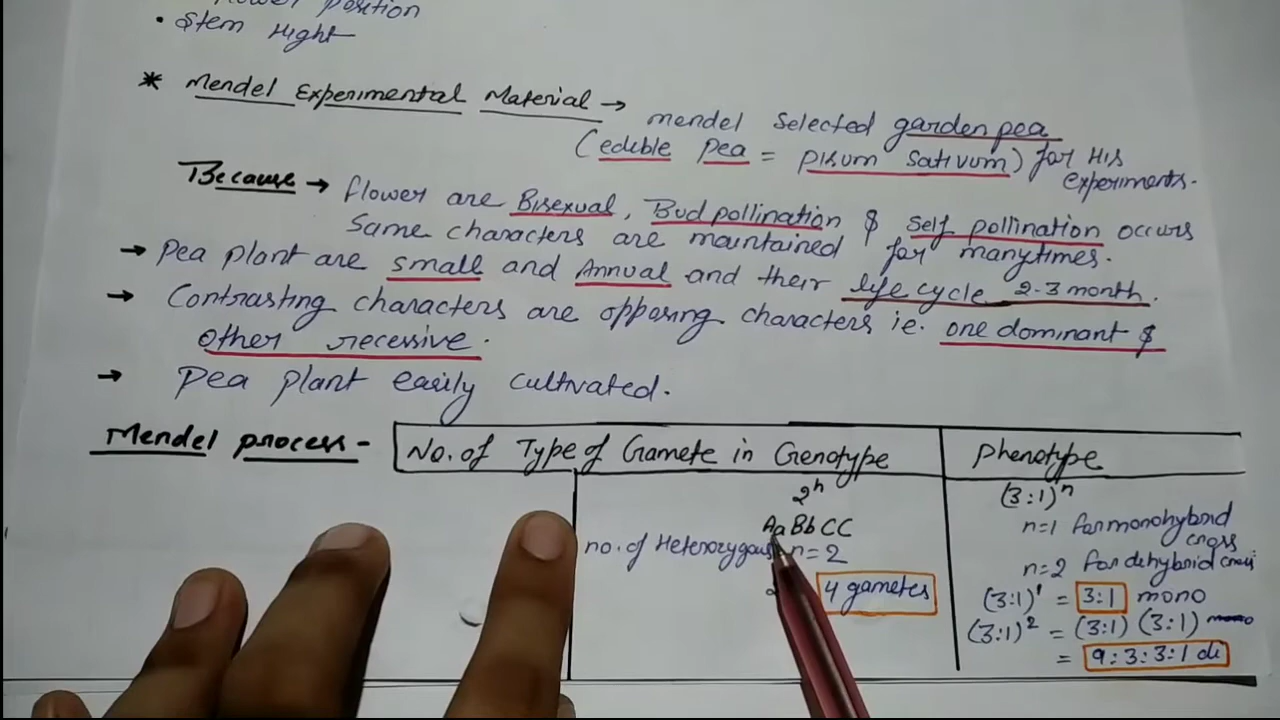 Position
• Stem Hight
* Mendel Experimental Material →
mendel selected garden pea
(edible pea = pisum sativum) for His
experiments.
Because → flower are Bisexual, Bud pollination $ self pollination occurs
Same characters are maintained for manytimes.
→ Pea plant are small and Annual and their life cycle 2-3 month.
→ Contrasting characters are opposing characters ie. one dominant $
other recessive.
→ Pea plant easily cultivated.
Mendel process-
No. of Type of Gamete in Genotype
Phenotype
2ⁿ
AaBbCC
no. of Heterozygous n=2
4 gametes
(3:1)ⁿ
n=1 for monohybrid
cross
n=2 for dehybrid cross
(3:1)¹ = 3:1 mono
(3:1)² = (3:1) (3:1)
= 9:3:3:1 di